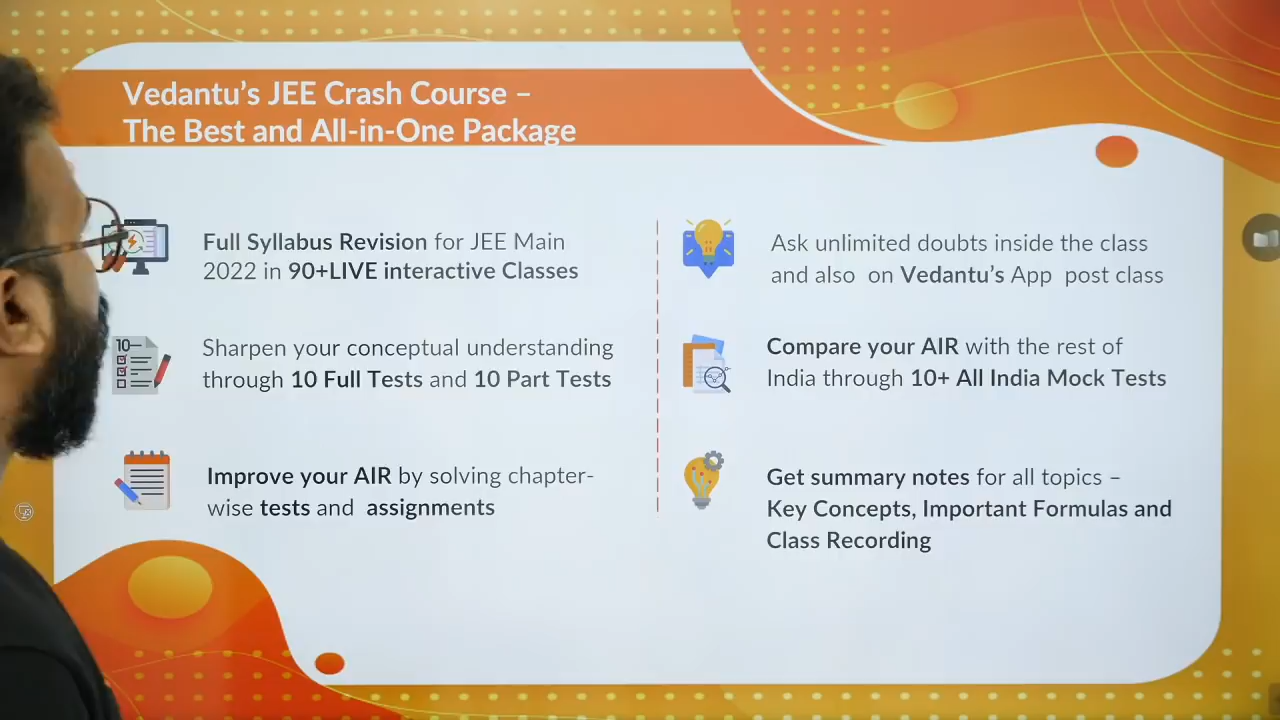 Vedantu's JEE Crash Course –
The Best and All-in-One Package
Full Syllabus Revision for JEE Main
2022 in 90+LIVE interactive Classes
10
Sharpen your conceptual understanding
through 10 Full Tests and 10 Part Tests
Improve your AIR by solving chapter-
wise tests and assignments
Ask unlimited doubts inside the class
and also on Vedantu's App post class
Compare your AIR with the rest of
India through 10+ All India Mock Tests
Get summary notes for all topics –
Key Concepts, Important Formulas and
Class Recording